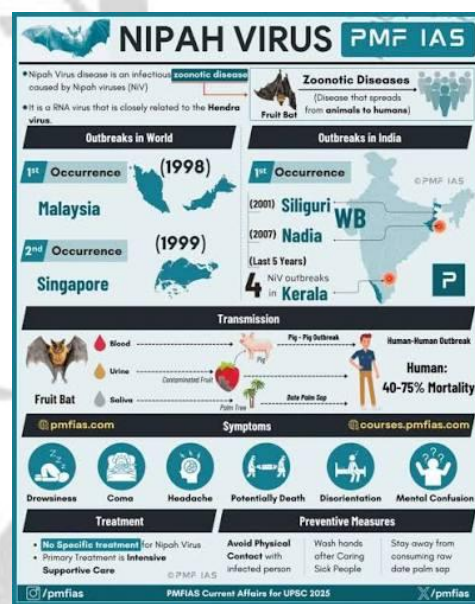 NIPAH VIRUS PMF IAS
•Nipah Virus disease is an infectious zoonotic disease
caused by Nipah viruses (NiV)
•It is a RNA virus that is closely related to the Hendra
virus.
Fruit Bat
Zoonotic Diseases
(Disease that spreads
from animals to humans)
Outbreaks in World
1st Occurrence
(1998)
Malaysia
2nd Occurrence
(1999)
Singapore
Outbreaks in India
1st Occurrence
©PMF IAS
(2001) Siliguri
WB
(2007) Nadia
(Last 5 Years)
4 NiV outbreaks
in Kerala
P
Transmission
Fruit Bat
Blood
Urine
Saliva
Contaminated Fruit
Pig
Palm Tree
Pig - Pig Outbreak
Date Palm Sap
Human-Human Outbreak
Human:
40-75% Mortality
pmfias.com
Symptoms
courses.pmfias.com
Drowsiness
Coma
Headache
Potentially Death
Disorientation
Mental Confusion
Treatment
• No Specific treatment for Nipah Virus
• Primary Treatment is Intensive
Supportive Care
©PMF IAS
Preventive Measures
Avoid Physical
Contact with
infected person
Wash hands
after Caring
Sick People
Stay away from
consuming raw
date palm sap
/pmfias
PMFIAS Current Affairs for UPSC 2025
/pmfias